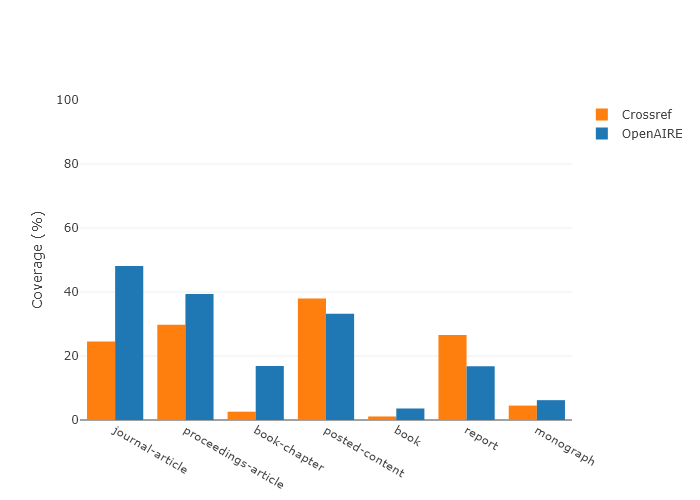 100
80
60
40
20
0
Coverage (%)
journal-article
proceedings-article
book-chapter
posted-content
book
report
monograph
Crossref
OpenAIRE